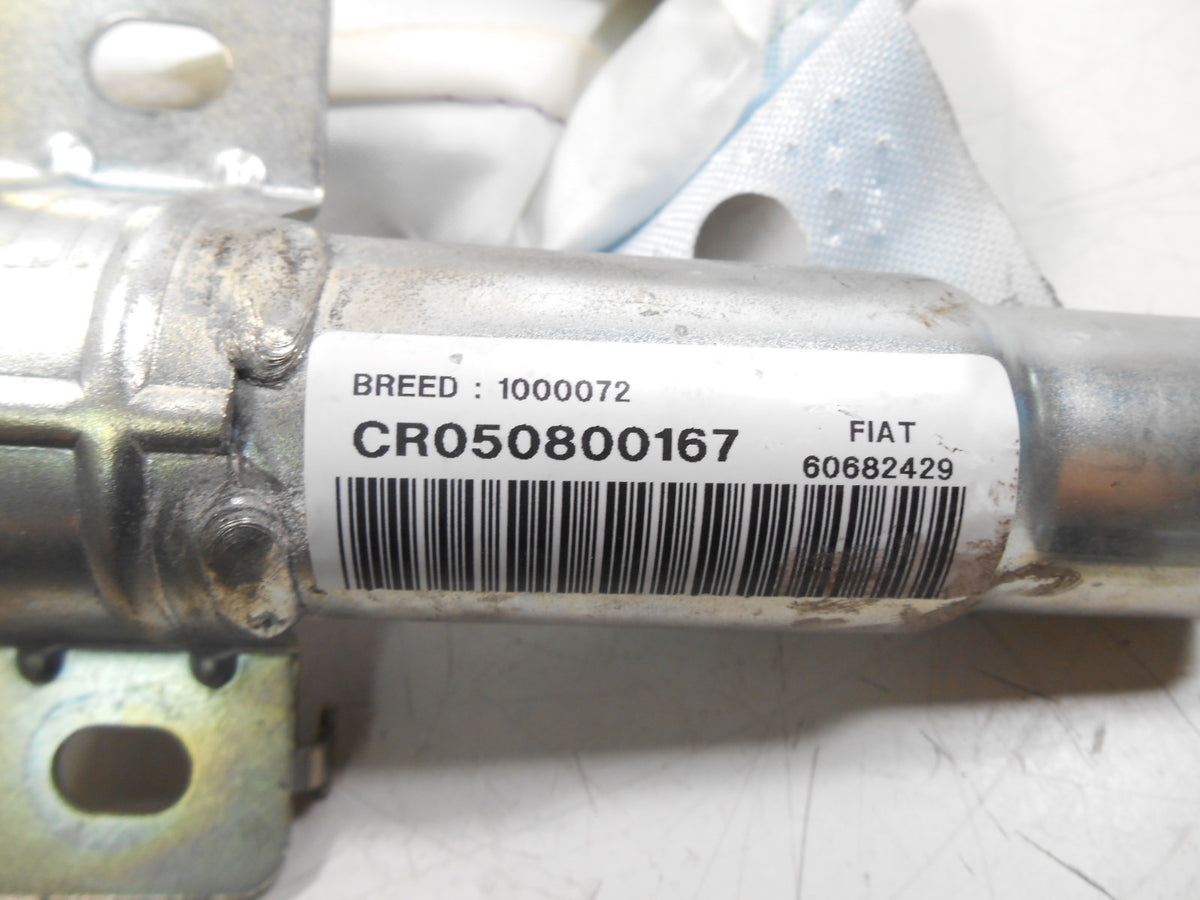 BREED : 1000072
CR050800167
FIAT
60682429